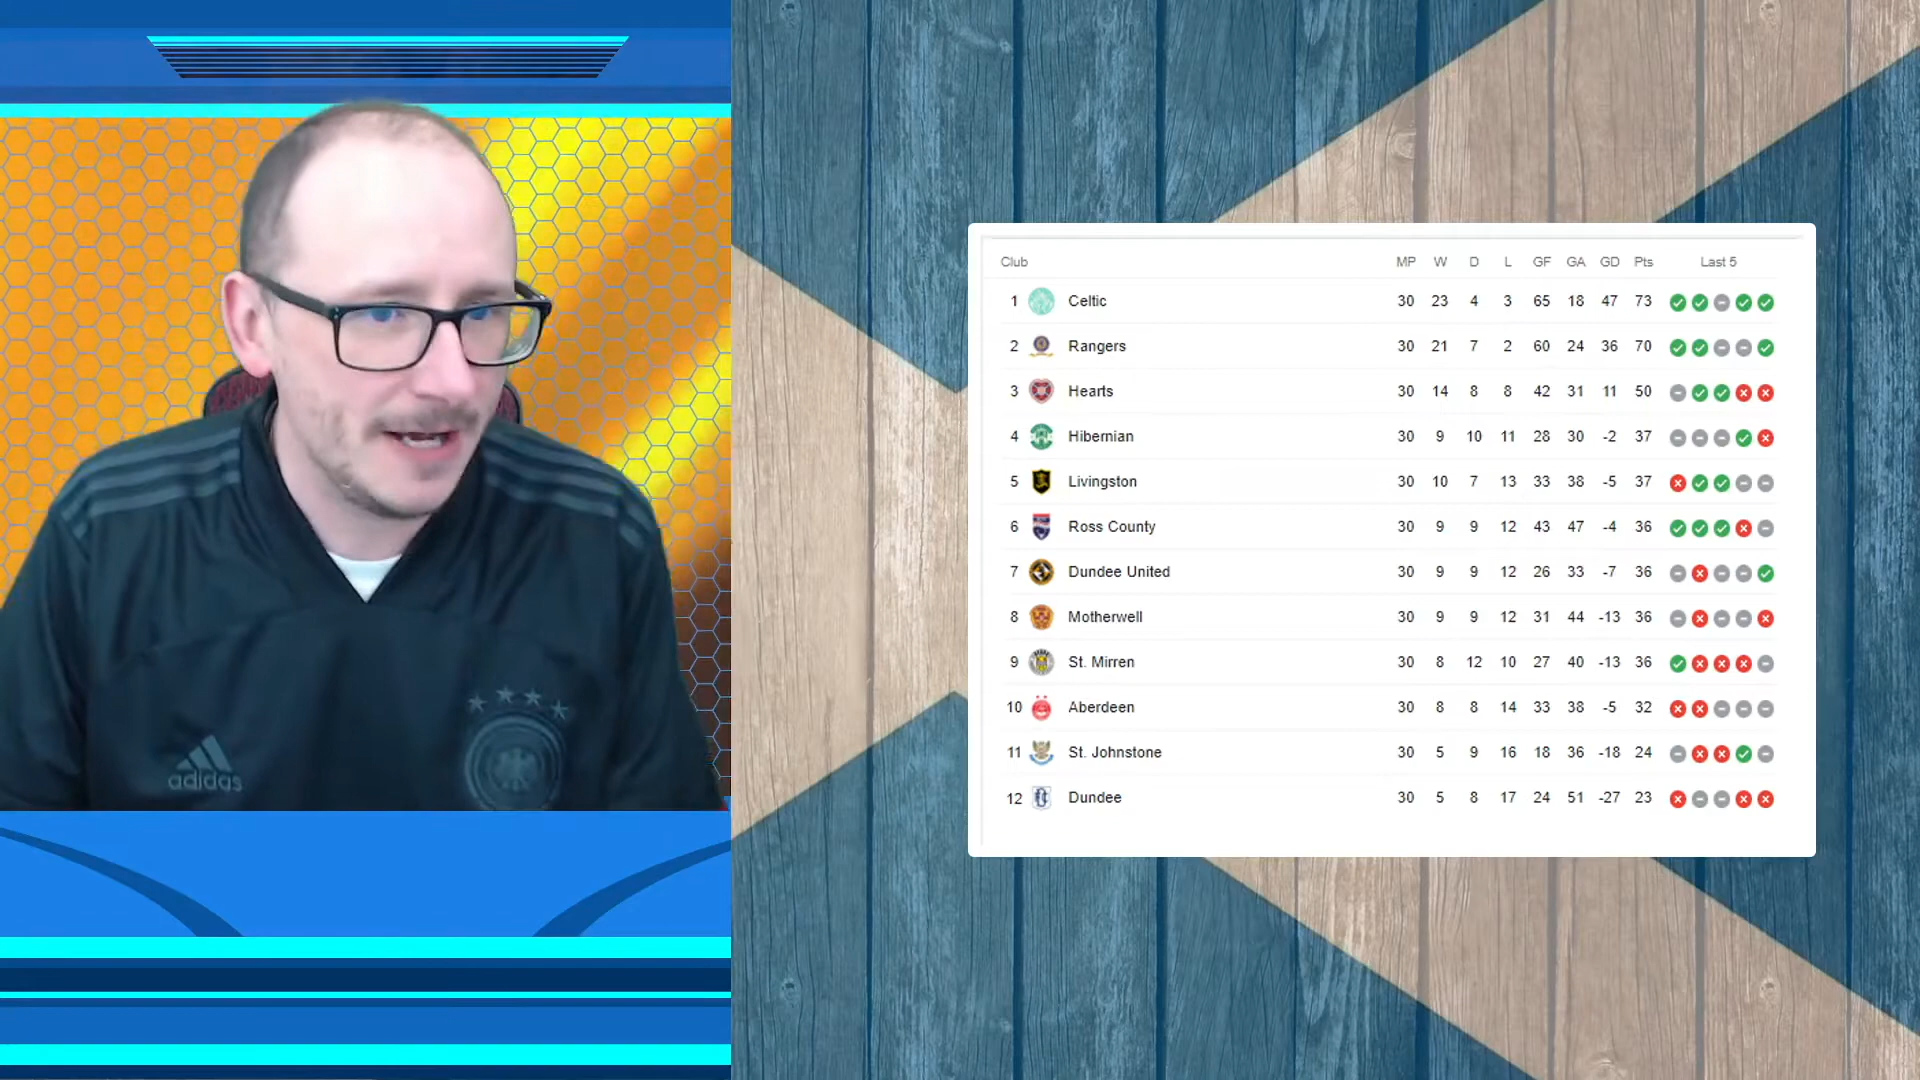 adidas
Club MP W D L GF GA GD Pts Last 5
1 Celtic 30 23 4 3 65 18 47 73
2 Rangers 30 21 7 2 60 24 36 70
3 Hearts 30 14 8 8 42 31 11 50
4 Hibernian 30 9 10 11 28 30 -2 37
5 Livingston 30 10 7 13 33 38 -5 37
6 Ross County 30 9 9 12 43 47 -4 36
7 Dundee United 30 9 9 12 26 33 -7 36
8 Motherwell 30 9 9 12 31 44 -13 36
9 St. Mirren 30 8 12 10 27 40 -13 36
10 Aberdeen 30 8 8 14 33 38 -5 32
11 St. Johnstone 30 5 9 16 18 36 -18 24
12 Dundee 30 5 8 17 24 51 -27 23